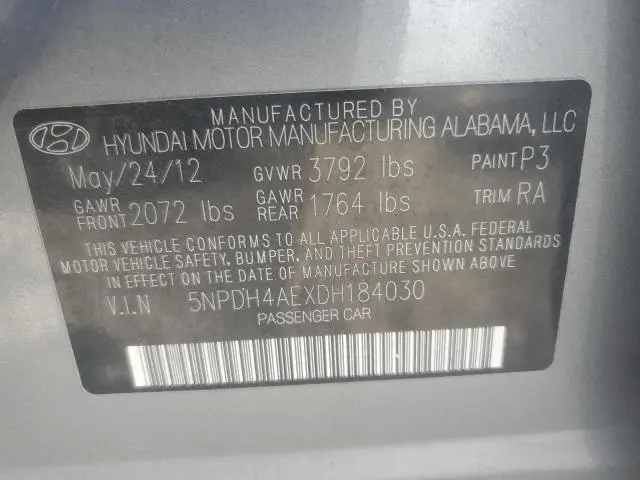 MANUFACTURED BY
HYUNDAI MOTOR MANUFACTURING ALABAMA, LLC
May/24/12 GVWR 3792 lbs PAINT P3
GAWR FRONT 2072 lbs GAWR REAR 1764 lbs TRIM RA
THIS VEHICLE CONFORMS TO ALL APPLICABLE U.S.A. FEDERAL
MOTOR VEHICLE SAFETY, BUMPER, AND THEFT PREVENTION STANDARDS
IN EFFECT ON THE DATE OF MANUFACTURE SHOWN ABOVE.
V.I.N 5NPDH4AEXDH184030
PASSENGER CAR